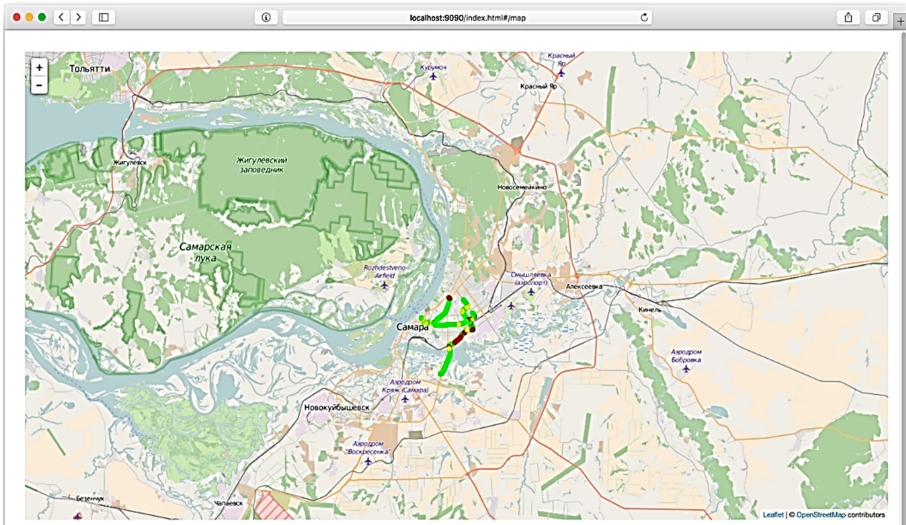 localhost:9090/index.html#/map
+
+
−
Тольятти
Курумоч
Красный
Яр
Красный Яр
Жигулевск
Жигулевский
заповедник
Новосемейкино
Самарская
лука
Rozhdestveno
Airfield
Смышляевка
(аэропорт)
Алексеевка
Кинель
Самара
Аэродром
Бобровка
Аэродром
Кряж (Самара)
Новокуйбышевск
Аэродром
"Воскресенка"
Безенчук
Чапаевск
Leaflet | © OpenStreetMap contributors